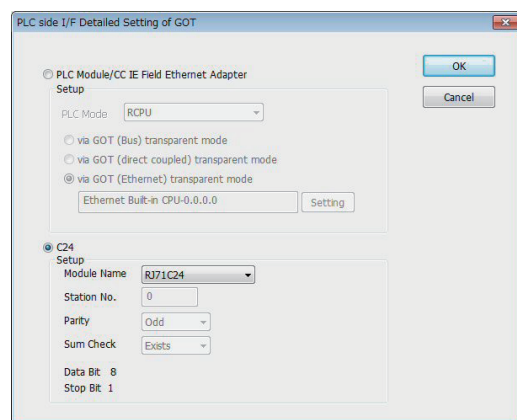 PLC side I/F Detailed Setting of GOT
OK
Cancel
PLC Module/CC IE Field Ethernet Adapter
Setup
PLC Mode RCPU
via GOT (Bus) transparent mode
via GOT (direct coupled) transparent mode
via GOT (Ethernet) transparent mode
Ethernet Built-in CPU-0.0.0.0 Setting
C24
Setup
Module Name RJ71C24
Station No. 0
Parity Odd
Sum Check Exists
Data Bit 8
Stop Bit 1